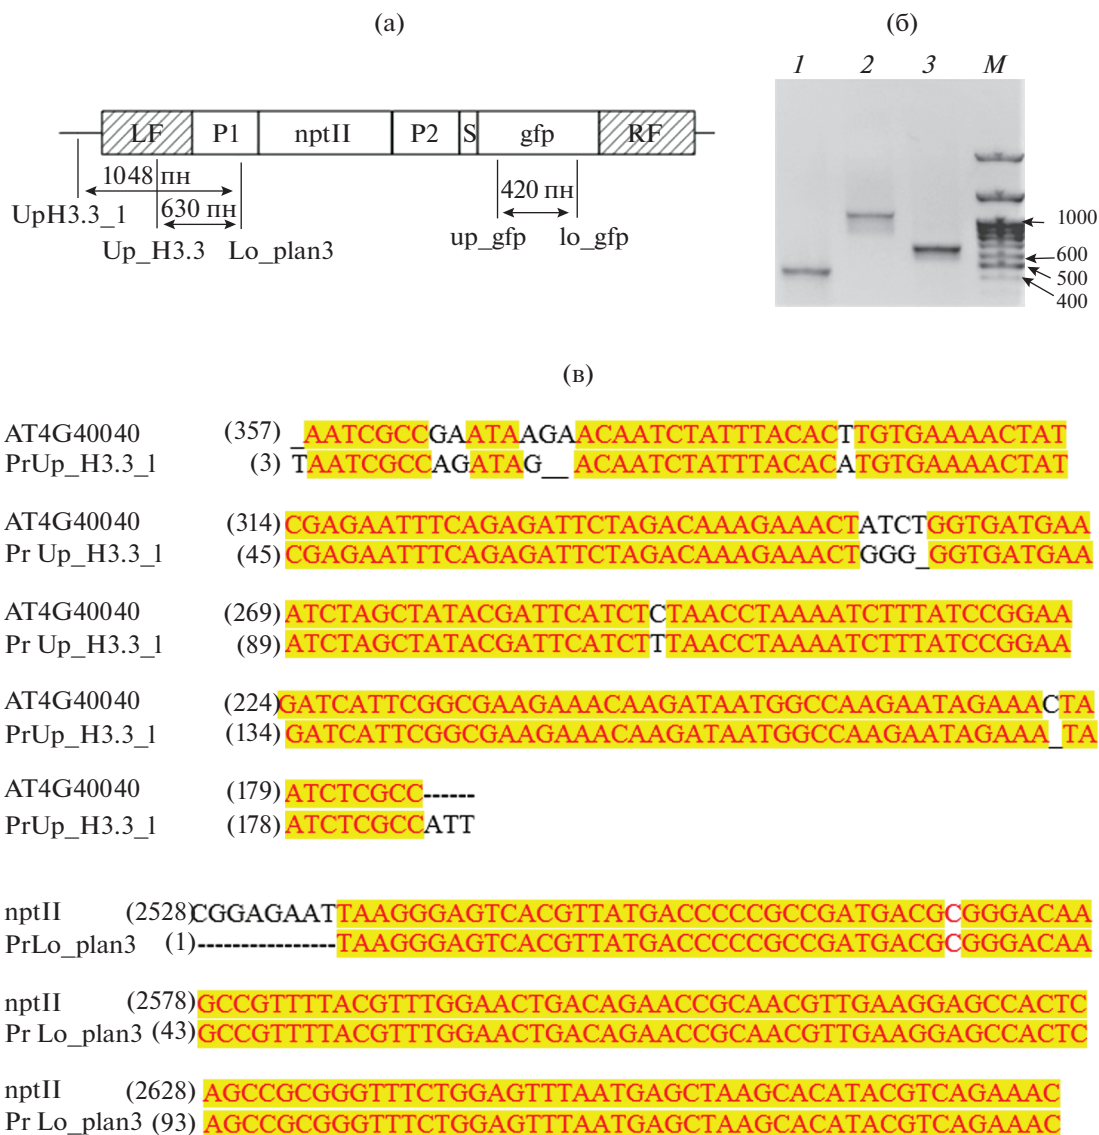 (а)
(б)
LF P1 nptII P2 S gfp RF
1048 пн
UpH3.3_1
630 пн
Up_H3.3 Lo_plan3
420 пн
up_gfp lo_gfp
1 2 3 M
1000
600
500
400
(в)
AT4G40040 (357) _AATCGCCGAATAAGAACAATCTATTTACACTTGTGAAAACTAT
PrUp_H3.3_1 (3) TAATCGCCAGATAG__ACAATCTATTTACACATGTGAAAACTAT
AT4G40040 (314) CGAGAATTTCAGAGATTCTAGACAAAGAAACTATCTGGTGATGAA
Pr Up_H3.3_1 (45) CGAGAATTTCAGAGATTCTAGACAAAGAAACTGGG_GGTGATGAA
AT4G40040 (269) ATCTAGCTATACGATTCATCTCTAACCTAAAATCTTTATCCGGAA
Pr Up_H3.3_1 (89) ATCTAGCTATACGATTCATCTTTAACCTAAAATCTTTATCCGGAA
AT4G40040 (224) GATCATTCGGCGAAGAAACAAGATAATGGCCAAGAATAGAAACTA
PrUp_H3.3_1 (134) GATCATTCGGCGAAGAAACAAGATAATGGCCAAGAATAGAAA_TA
AT4G40040 (179) ATCTCGCC------
PrUp_H3.3_1 (178) ATCTCGCCATT
nptII (2528) CGGAGAATTAAGGGAGTCACGTTATGACCCCCGCCGATGACGCGGGACAA
PrLo_plan3 (1) ----------------TAAGGGAGTCACGTTATGACCCCCGCCGATGACGCGGGACAA
nptII (2578) GCCGTTTTACGTTTGGAACTGACAGAACCGCAACGTTGAAGGAGCCACTC
Pr Lo_plan3 (43) GCCGTTTTACGTTTGGAACTGACAGAACCGCAACGTTGAAGGAGCCACTC
nptII (2628) AGCCGCGGGTTTCTGGAGTTTAATGAGCTAAGCACATACGTCAGAAAC
Pr Lo_plan3 (93) AGCCGCGGGTTTCTGGAGTTTAATGAGCTAAGCACATACGTCAGAAAC